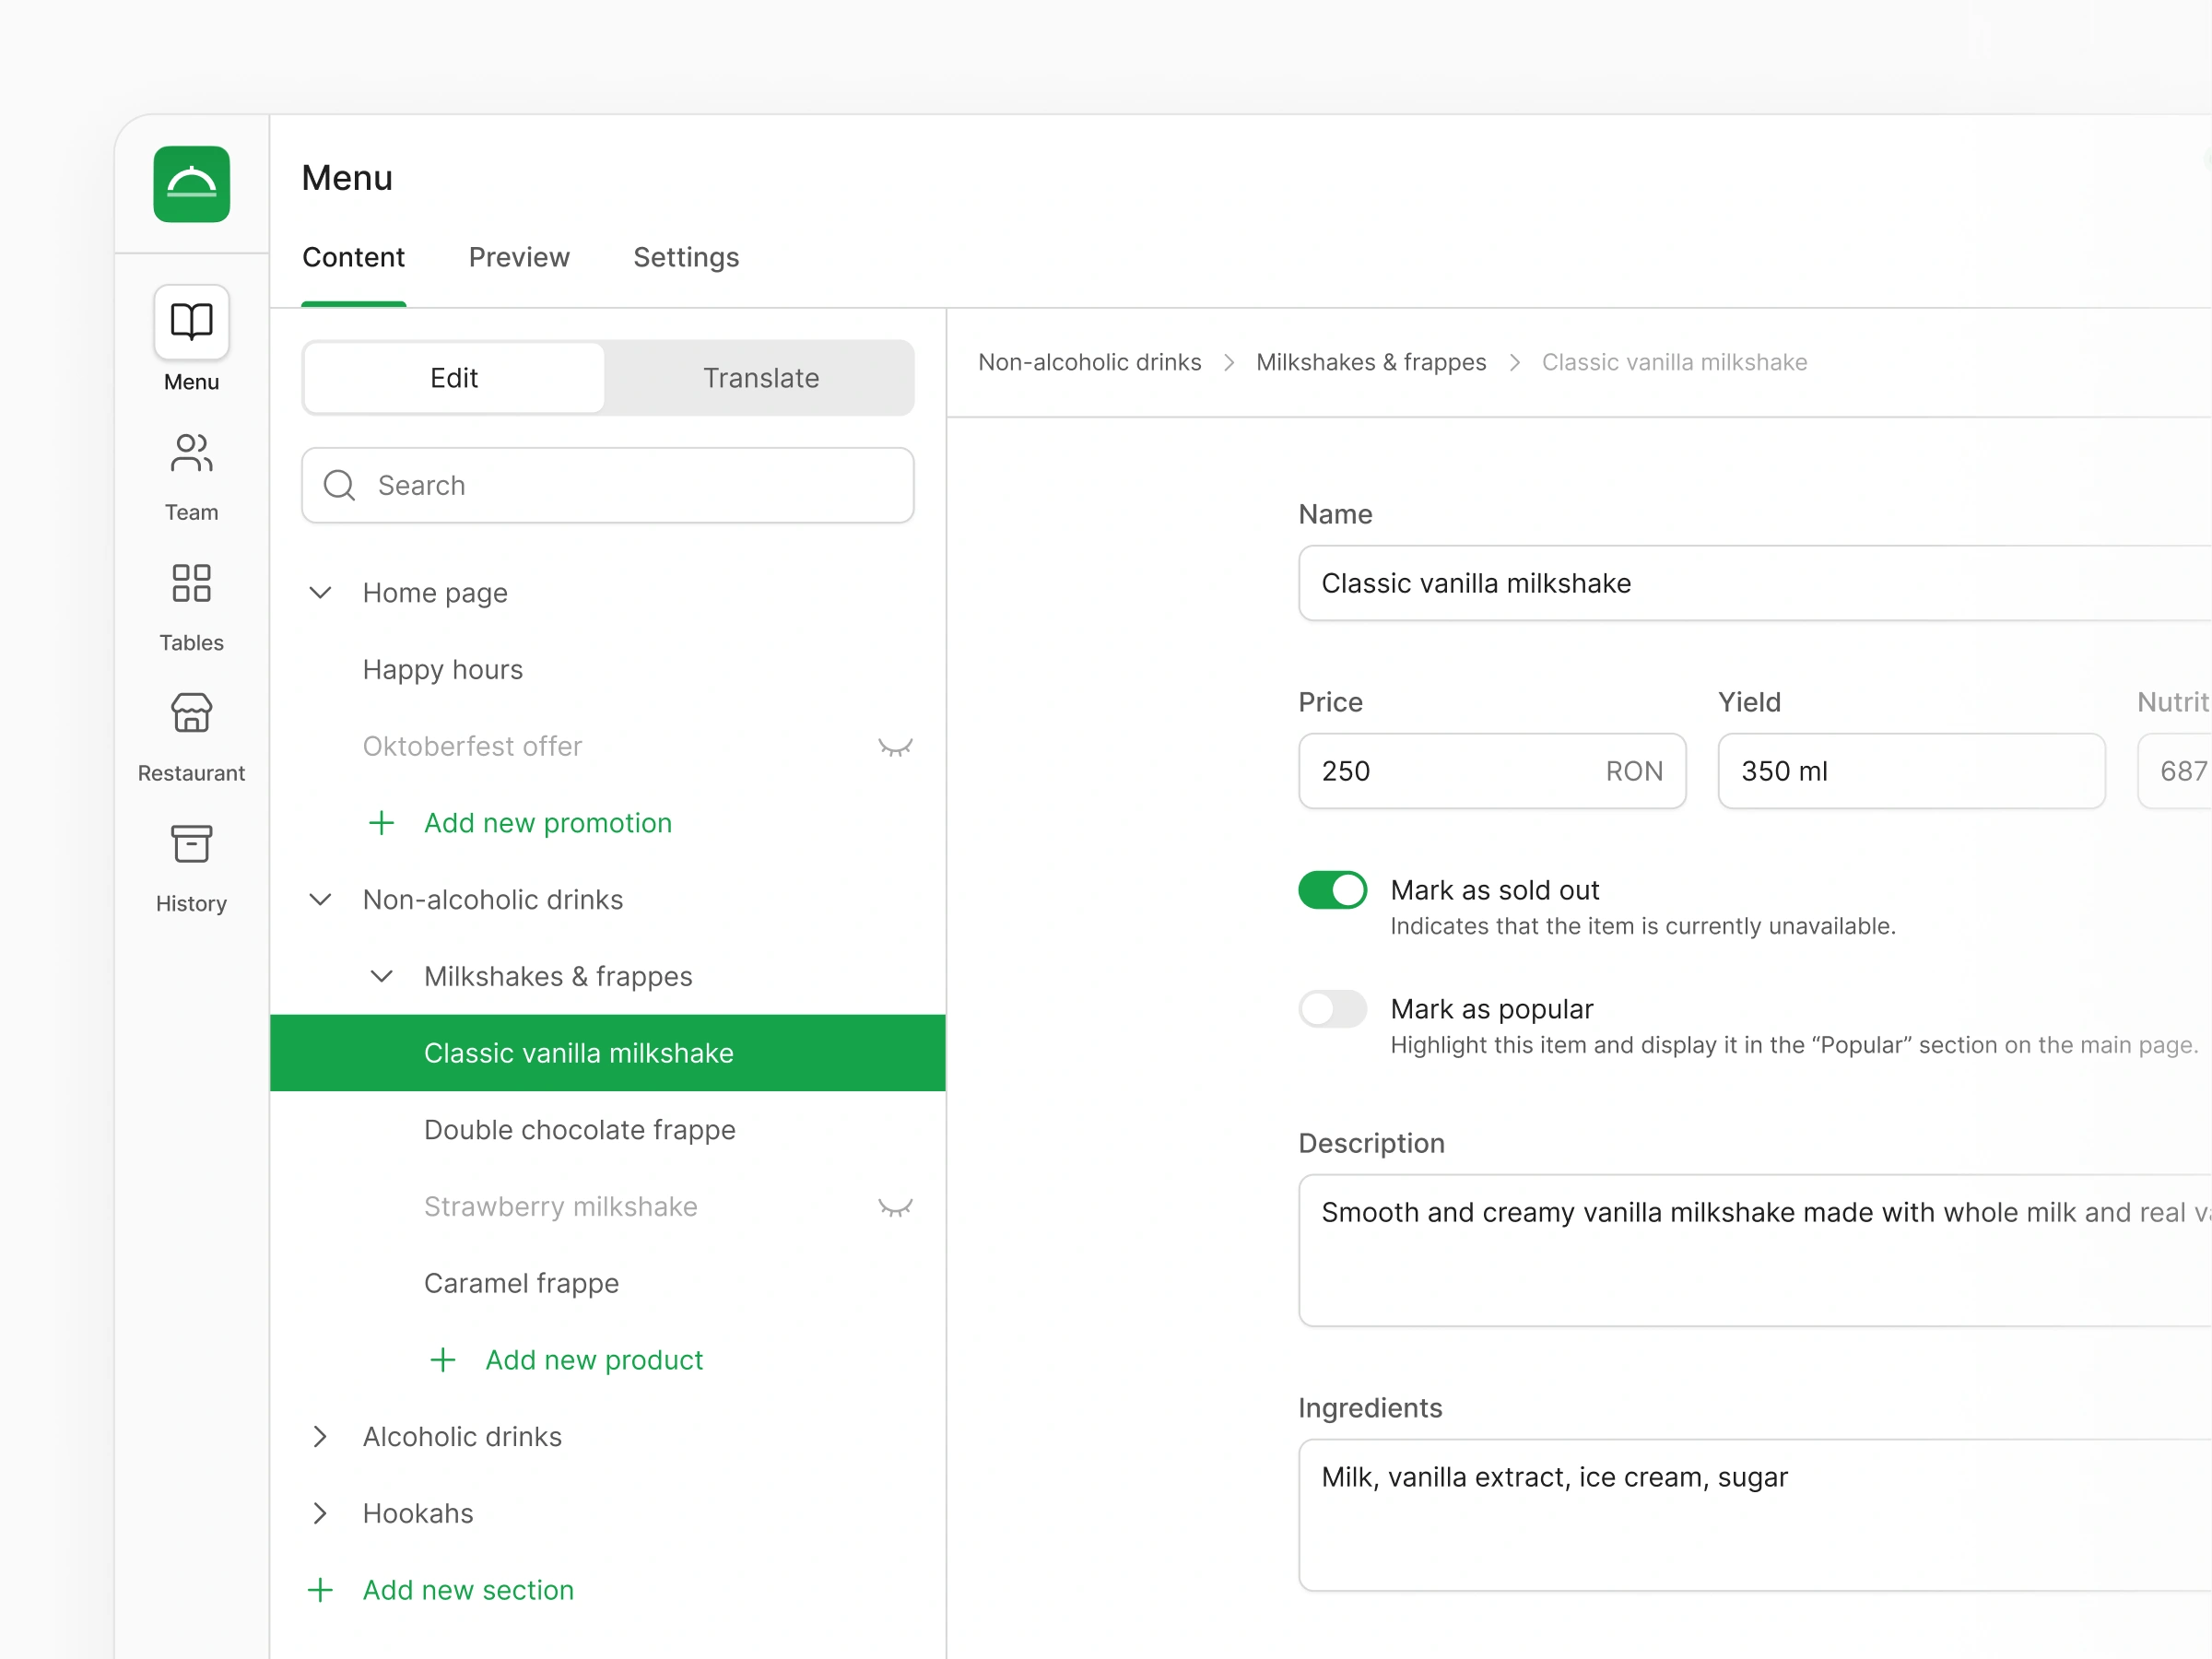 Menu
Content
Preview
Settings
Menu
Team
Tables
Restaurant
History
Edit
Translate
Search
Home page
Happy hours
Oktoberfest offer
Add new promotion
Non-alcoholic drinks
Milkshakes & frappes
Classic vanilla milkshake
Double chocolate frappe
Strawberry milkshake
Caramel frappe
Add new product
Alcoholic drinks
Hookahs
Add new section
Non-alcoholic drinks > Milkshakes & frappes > Classic vanilla milkshake
Name
Classic vanilla milkshake
Price
250 RON
Yield
350 ml
687
Mark as sold out
Indicates that the item is currently unavailable.
Mark as popular
Highlight this item and display it in the “Popular” section on the main page.
Description
Smooth and creamy vanilla milkshake made with whole milk and real
Ingredients
Milk, vanilla extract, ice cream, sugar